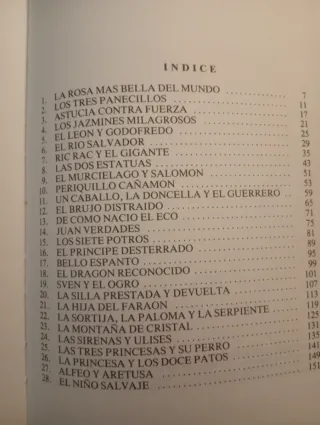 INDICE
1. LA ROSA MAS BELLA DEL MUNDO 7
2. LOS TRES PANECILLOS 11
3. ASTUCIA CONTRA FUERZA 17
4. LOS JAZMINES MILAGROSOS 21
5. EL LEON Y GODOFREDO 25
6. EL RIO SALVADOR 29
7. RIC RAC Y EL GIGANTE 35
8. LAS DOS ESTATUAS 43
9. EL MURCIELAGO Y SALOMON 51
10. PERIQUILLO CAÑAMON 53
11. UN CABALLO, LA DONCELLA Y EL GUERRERO 59
12. EL BRUJO DISTRAIDO 65
13. DE COMO NACIO EL ECO 71
14. JUAN VERDADES 75
15. LOS SIETE POTROS 81
16. EL PRINCIPE DESTERRADO 89
17. BELLO ESPANTO 95
18. EL DRAGON RECONOCIDO 99
19. SVEN Y EL OGRO 101
20. LA SILLA PRESTADA Y DEVUELTA 107
21. LA HIJA DEL FARAON 113
22. LA SORTIJA, LA PALOMA Y LA SERPIENTE 119
23. LA MONTAÑA DE CRISTAL 125
24. LAS SIRENAS Y ULISES 131
25. LAS TRES PRINCESAS Y SU PERRO 135
26. LA PRINCESA Y LOS DOCE PATOS 141
27. ALFEO Y ARETUSA 149
28. EL NIÑO SALVAJE 151